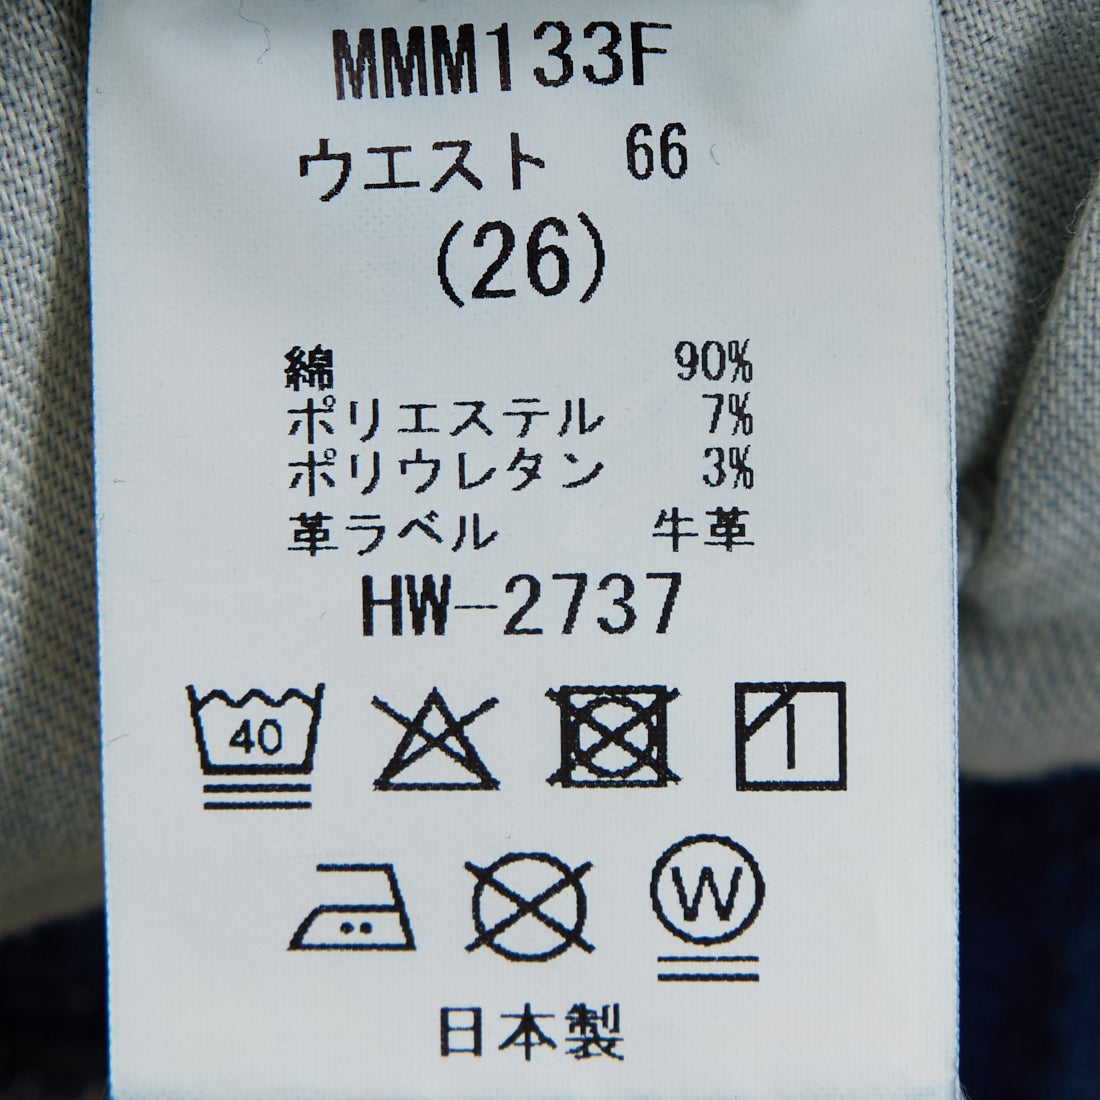 MMM133F
ウエスト 66
(26)
綿 90%
ポリエステル 7%
ポリウレタン 3%
革ラベル 牛革
HW-2737
40
W
日本製